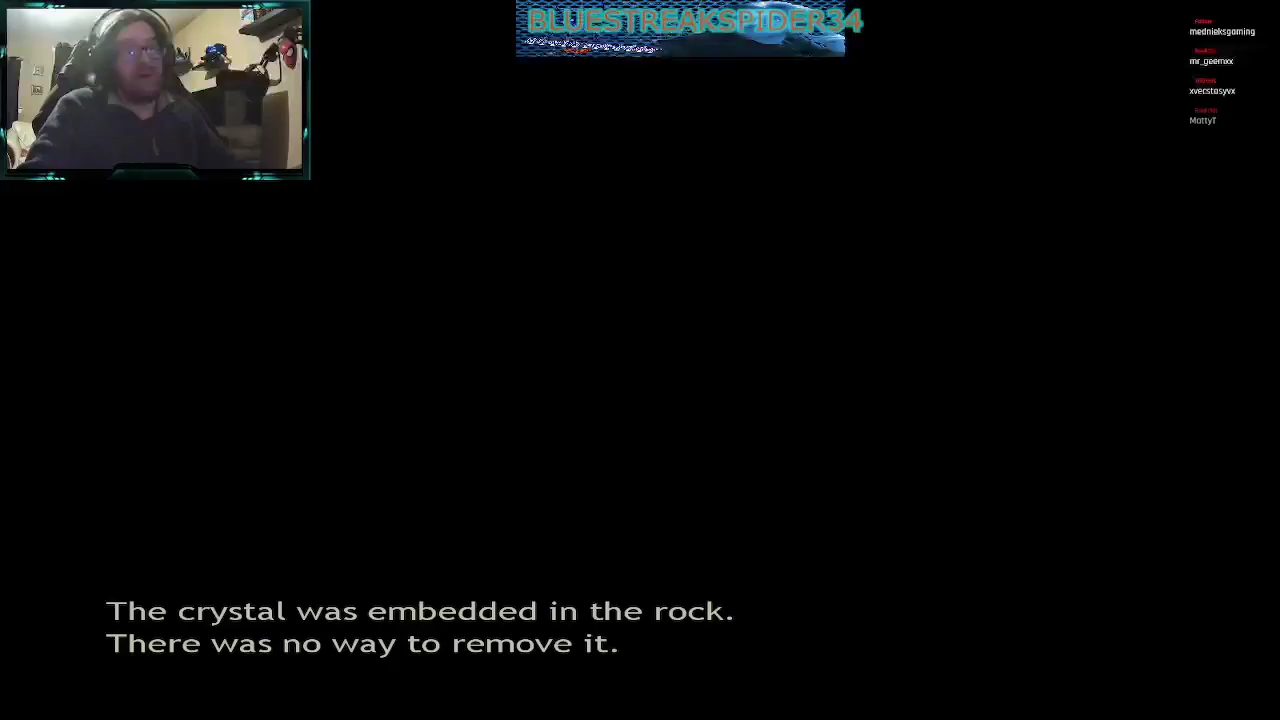 BLUESTREAKSPIDER34
mednieksgaming
mr_geemxx
xvecstasyvx
MattyT
The crystal was embedded in the rock.
There was no way to remove it.